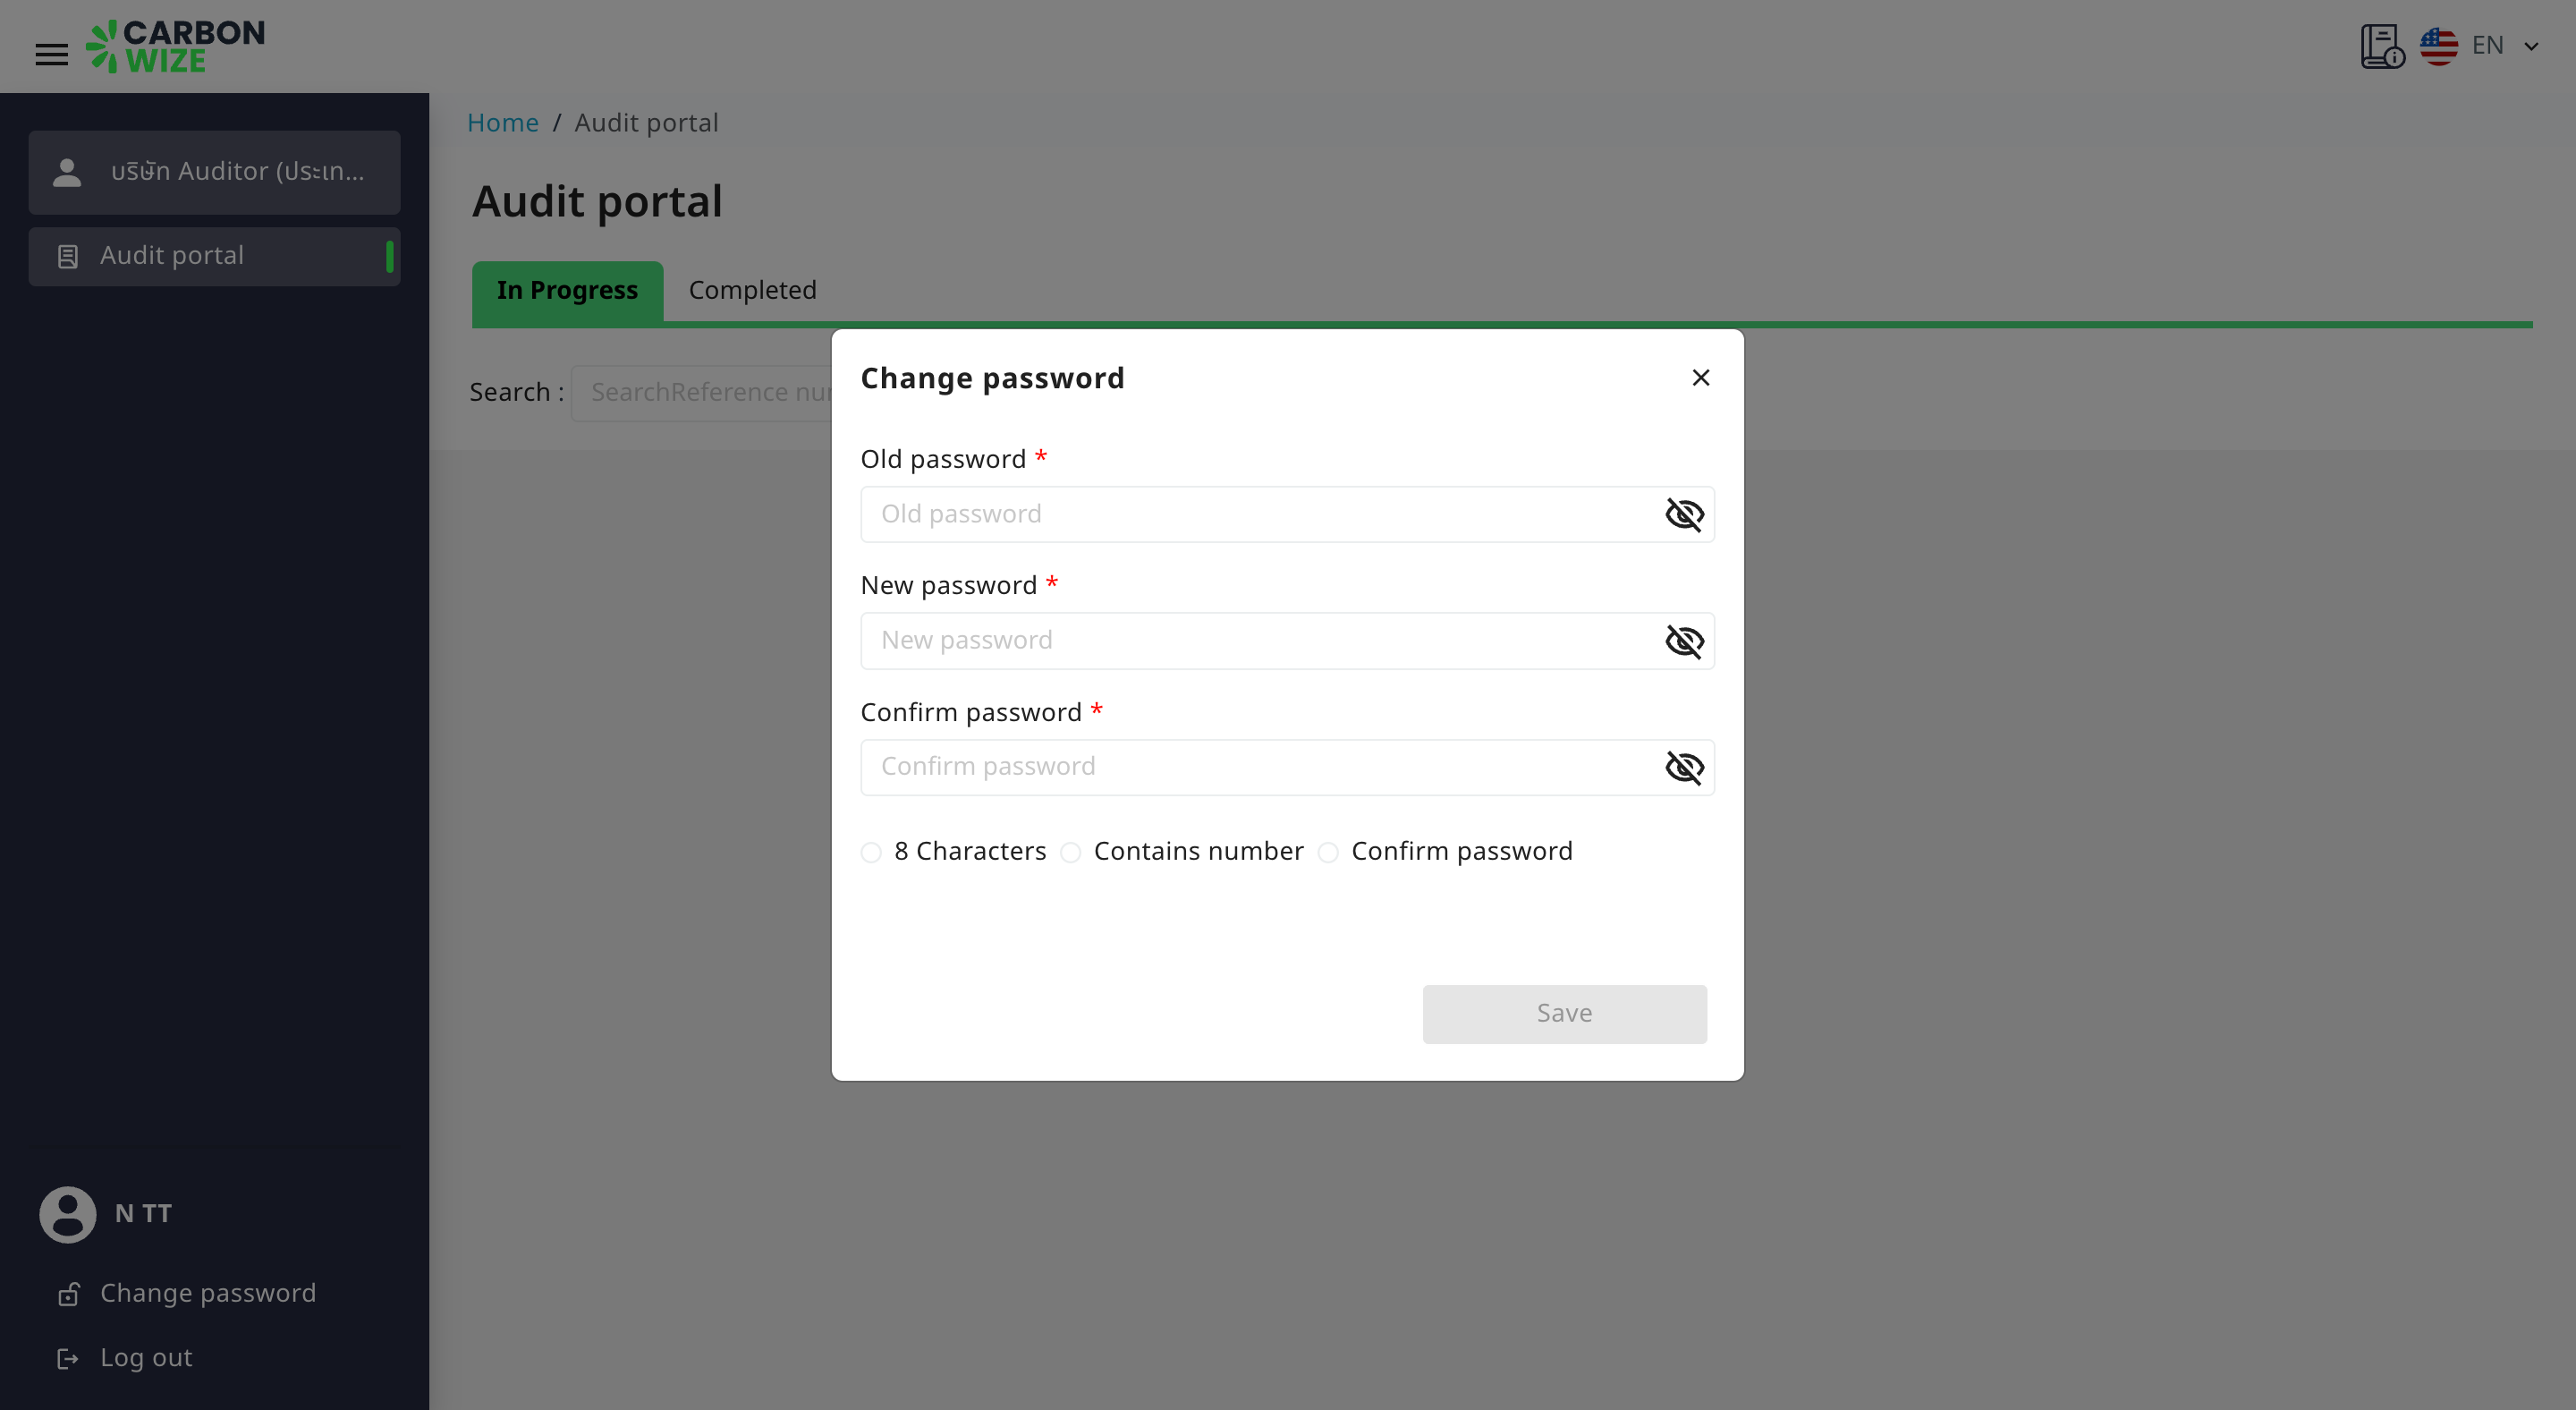 CARBON
WIZE
EN
Home / Audit portal
บริษัท Auditor (ประเท...
Audit portal
Audit portal
In Progress
Completed
Search :
SearchReference
Change password
Old password *
Old password
New password *
New password
Confirm password *
Confirm password
8 Characters
Contains number
Confirm password
Save
N TT
Change password
Log out